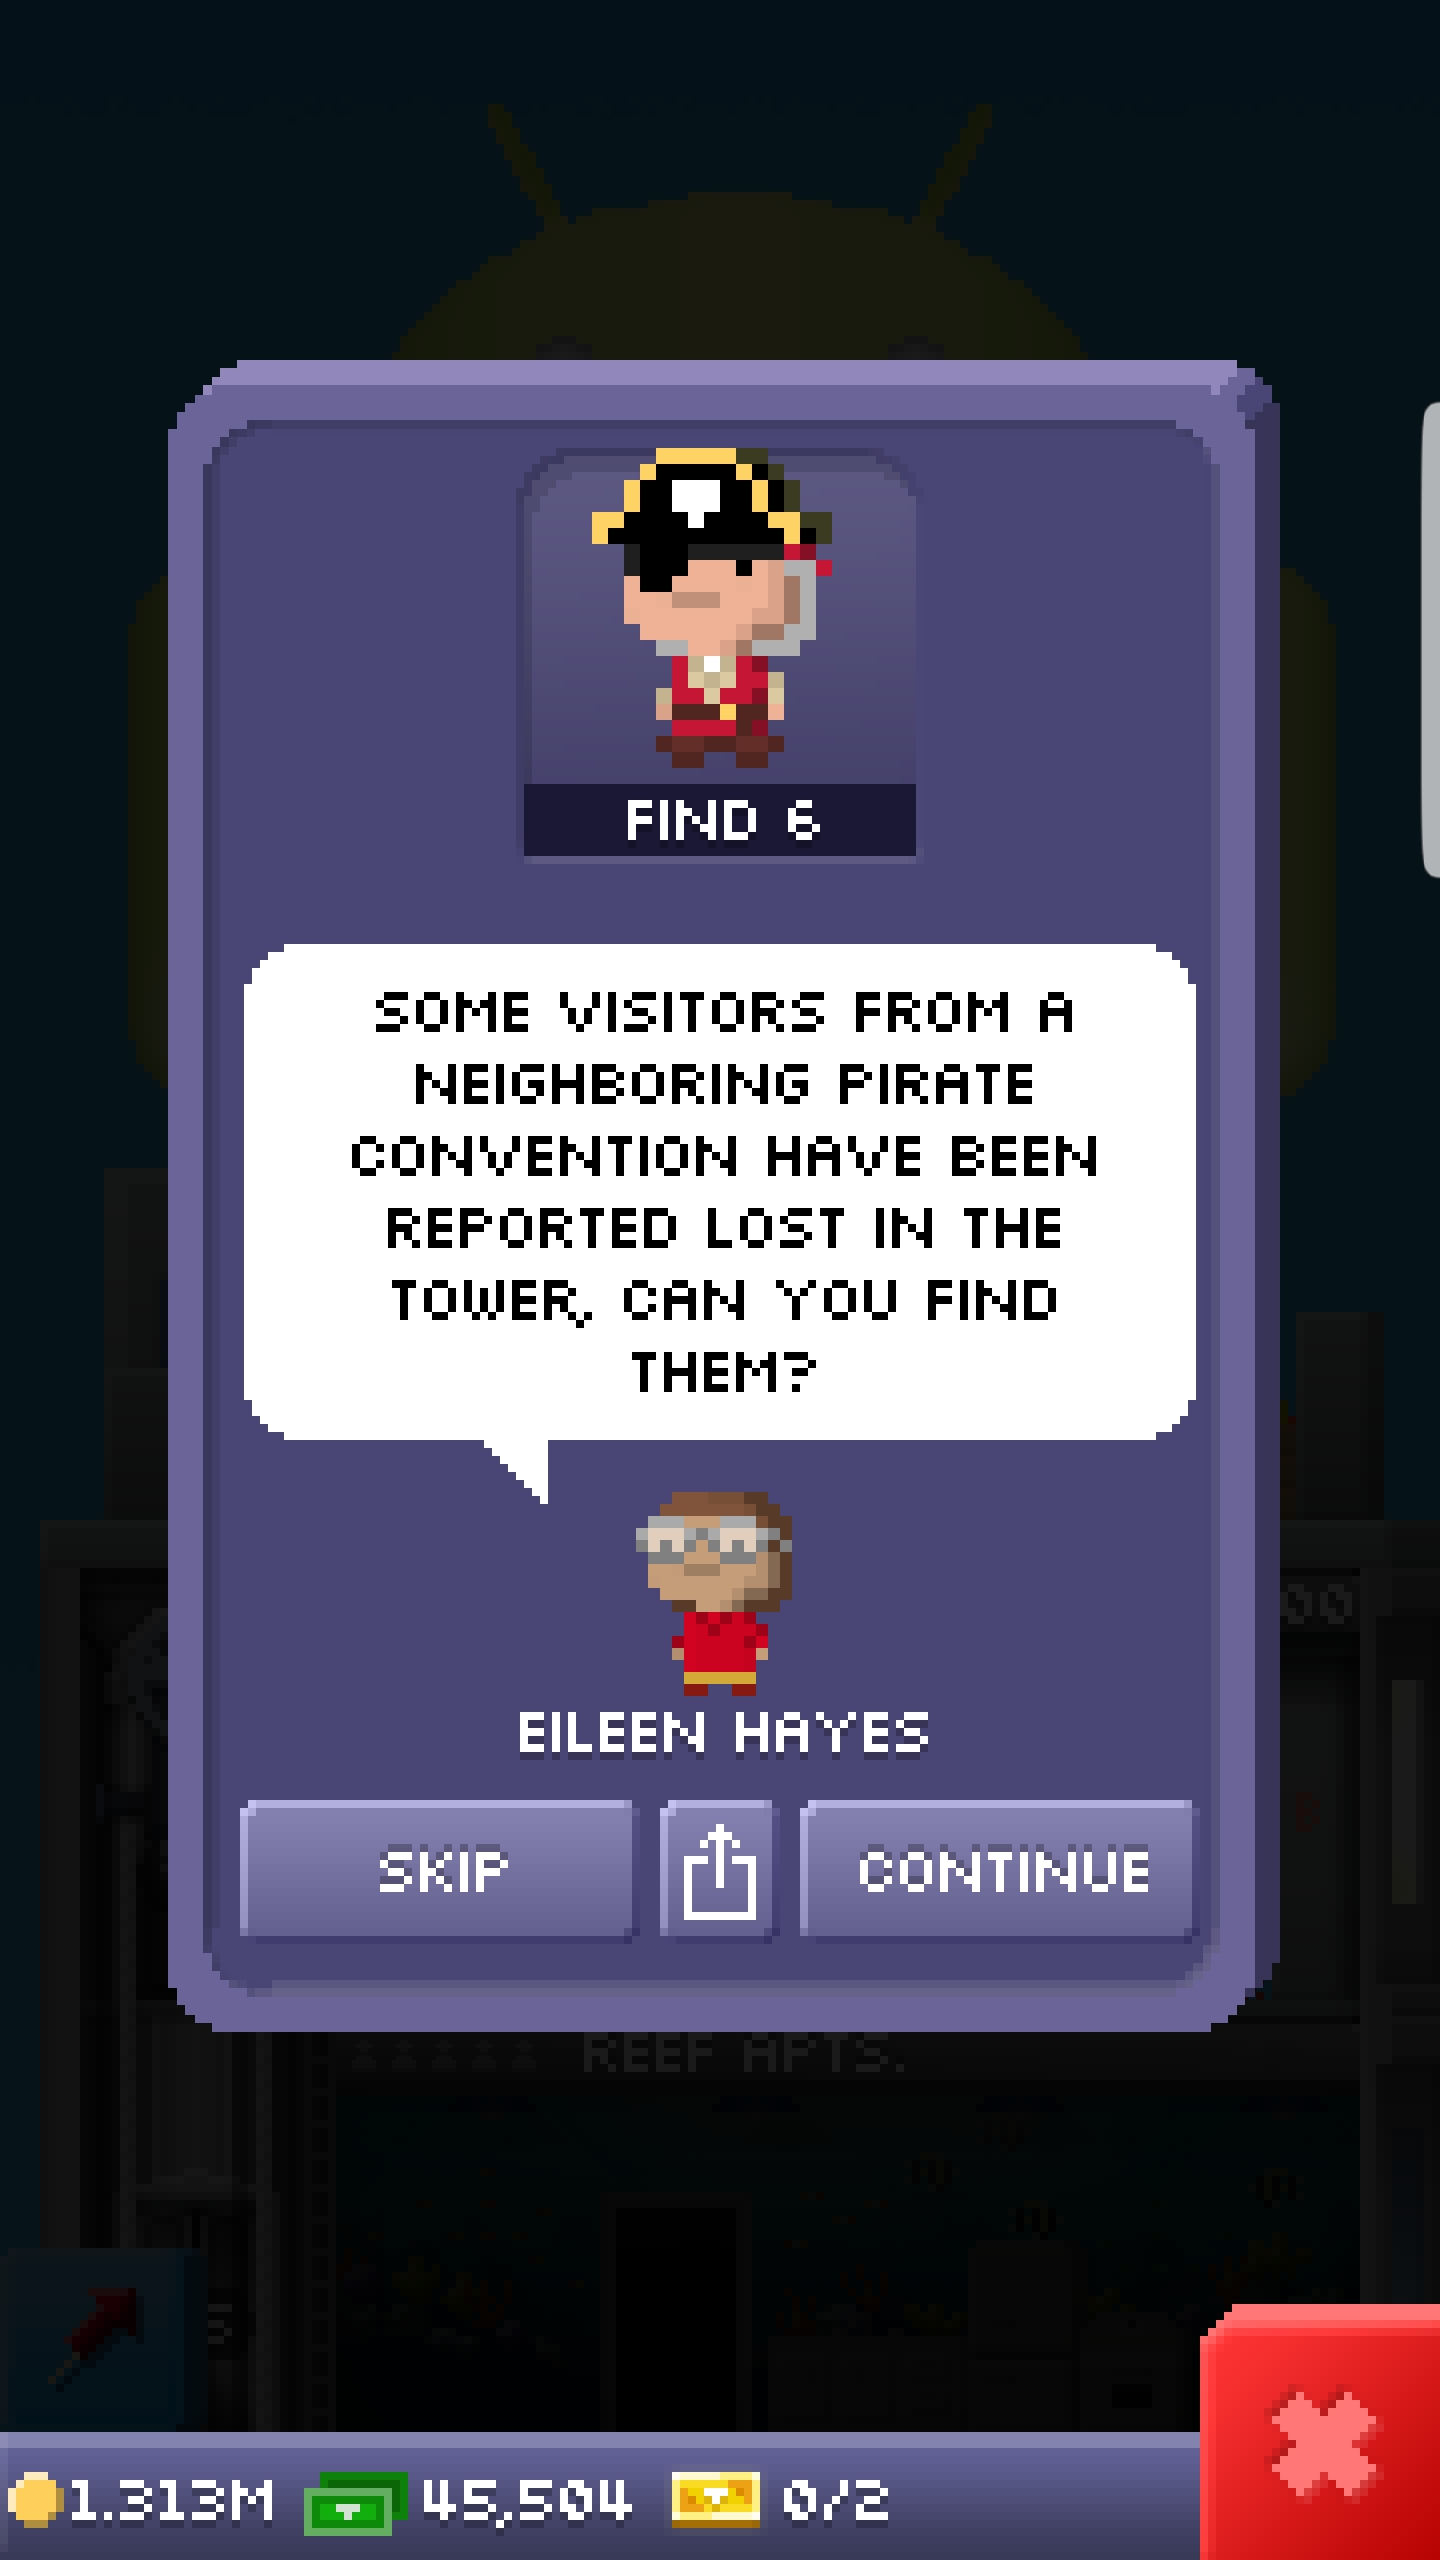 FIND 6
SOME VISITORS FROM A
NEIGHBORING PIRATE
CONVENTION HAVE BEEN
REPORTED LOST IN THE
TOWER, CAN YOU FIND
THEM?
EILEEN HAYES
SKIP
CONTINUE
REEF APTS.
1.313M 45,504 0/2